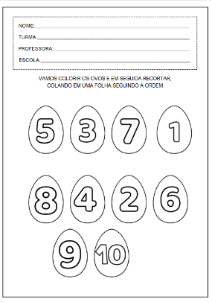 NOME:
TURMA:
PROFESSORA:
ESCOLA:
VAMOS COLORIR OS OVOS E EM SEGUIDA RECORTAR,
COLANDO EM UMA FOLHA SEGUINDO A ORDEM.
5 3 7 1
8 4 2 6
9 10